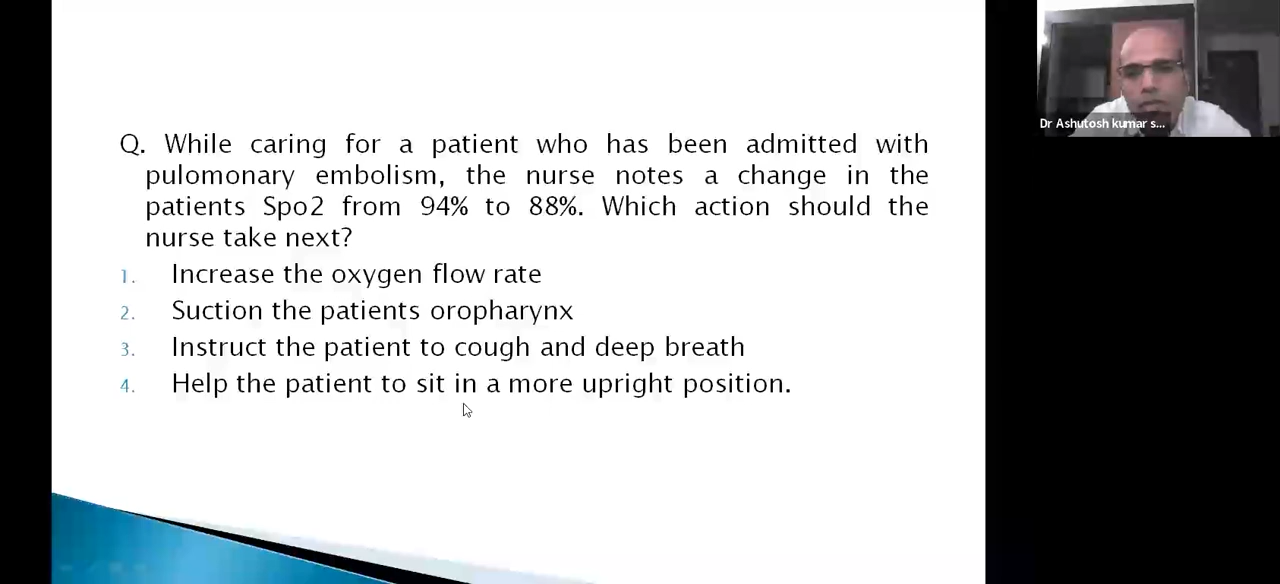 Q. While caring for a patient who has been admitted with
pulomonary embolism, the nurse notes a change in the
patients Spo2 from 94% to 88%. Which action should the
nurse take next?
1. Increase the oxygen flow rate
2. Suction the patients oropharynx
3. Instruct the patient to cough and deep breath
4. Help the patient to sit in a more upright position.
Dr Ashutosh kumar s...